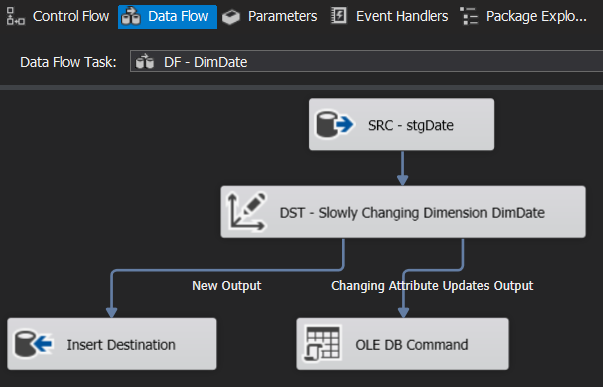 Control Flow Data Flow Parameters Event Handlers Package Explo...
Data Flow Task: DF - DimDate
SRC - stgDate
DST - Slowly Changing Dimension DimDate
New Output Changing Attribute Updates Output
Insert Destination OLE DB Command